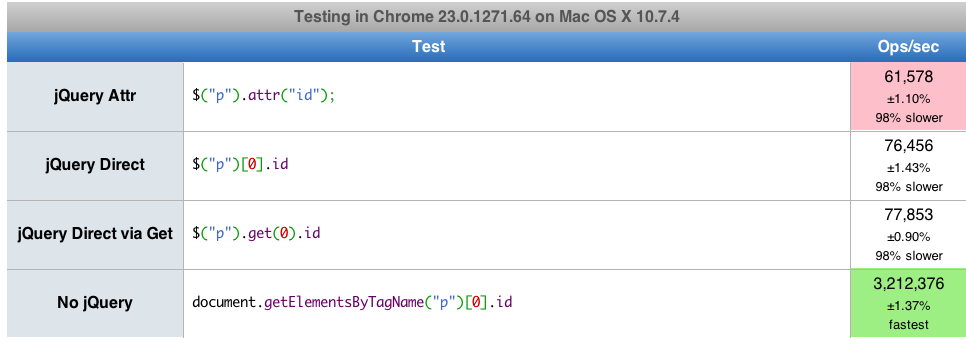 Testing in Chrome 23.0.1271.64 on Mac OS X 10.7.4
Test Ops/sec
jQuery Attr $("p").attr("id"); 61,578
±1.10%
98% slower
jQuery Direct $("p")[0].id 76,456
±1.43%
98% slower
jQuery Direct via Get $("p").get(0).id 77,853
±0.90%
98% slower
No jQuery document.getElementsByTagName("p")[0].id 3,212,376
±1.37%
fastest